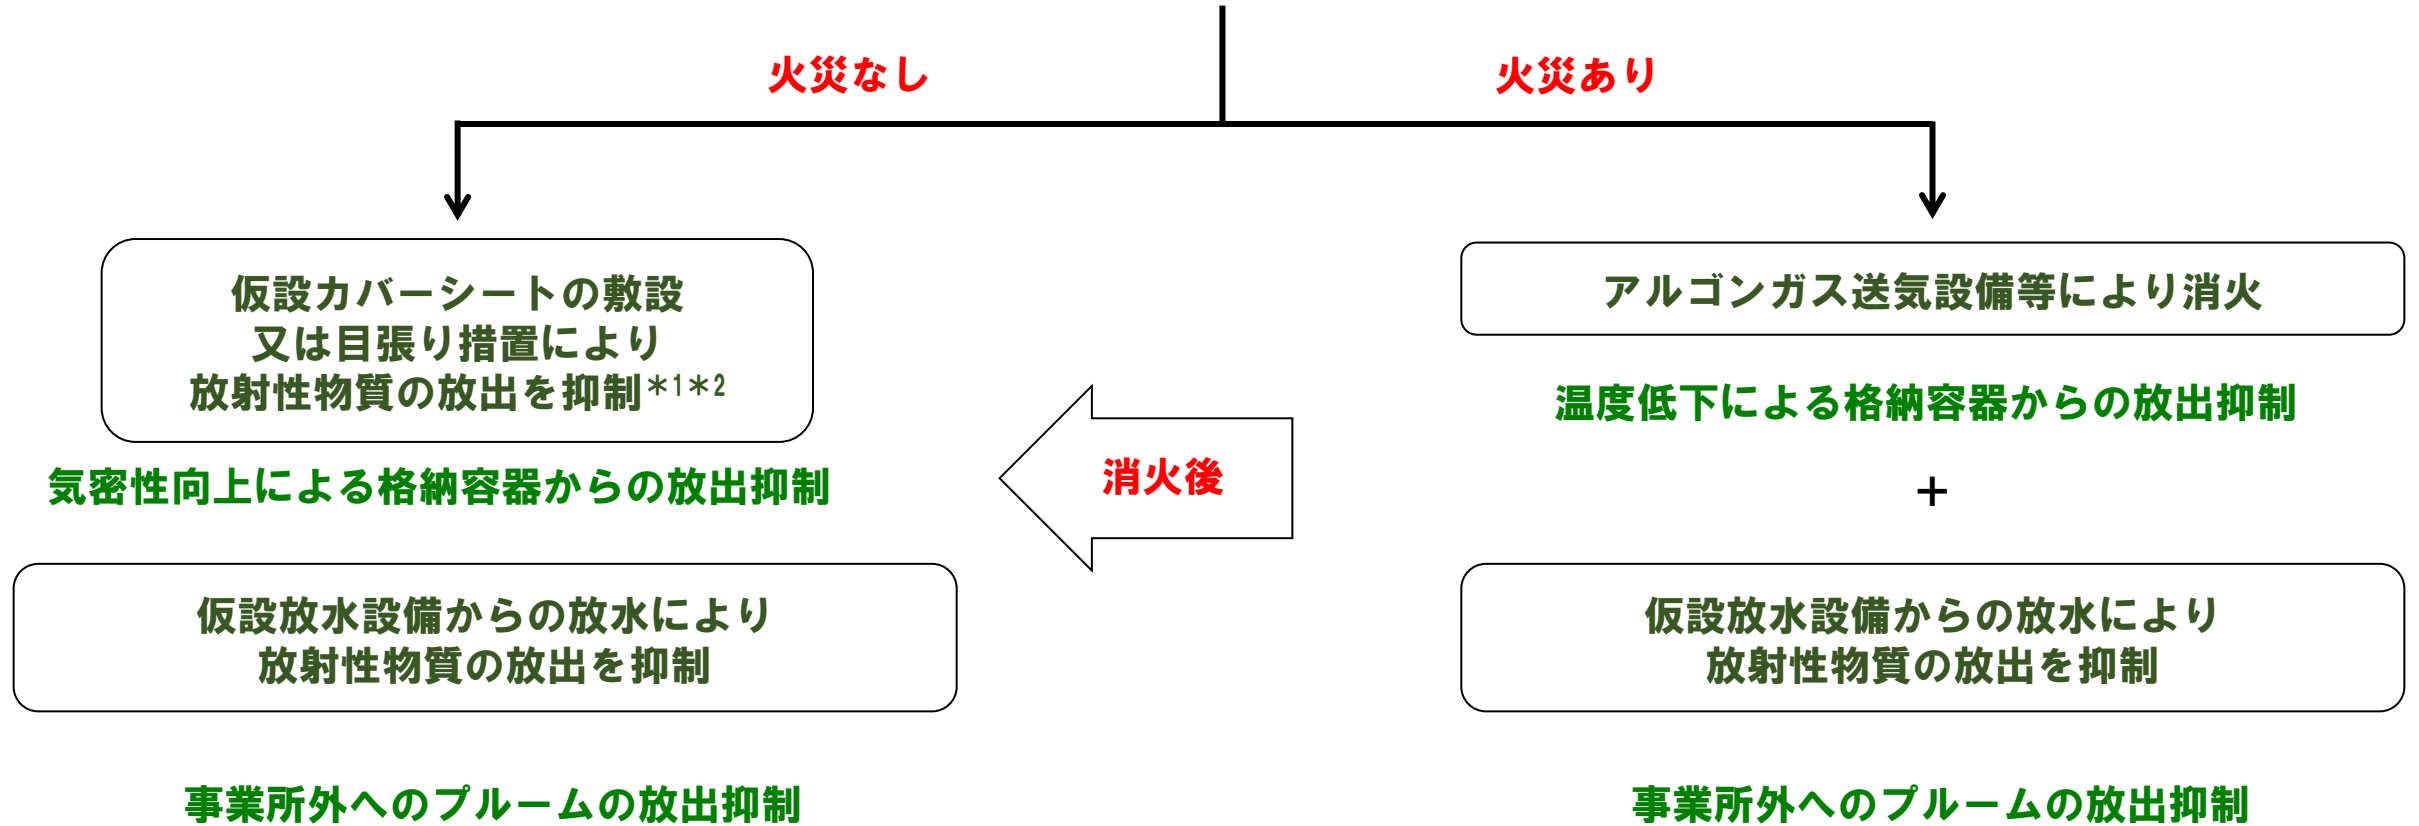 火災なし
火災あり
仮設カバーシートの敷設
又は目張り措置により
放射性物質の放出を抑制*1*2
気密性向上による格納容器からの放出抑制
仮設放水設備からの放水により
放射性物質の放出を抑制
事業所外へのプルームの放出抑制
消火後
アルゴンガス送気設備等により消火
温度低下による格納容器からの放出抑制
+
仮設放水設備からの放水により
放射性物質の放出を抑制
事業所外へのプルームの放出抑制